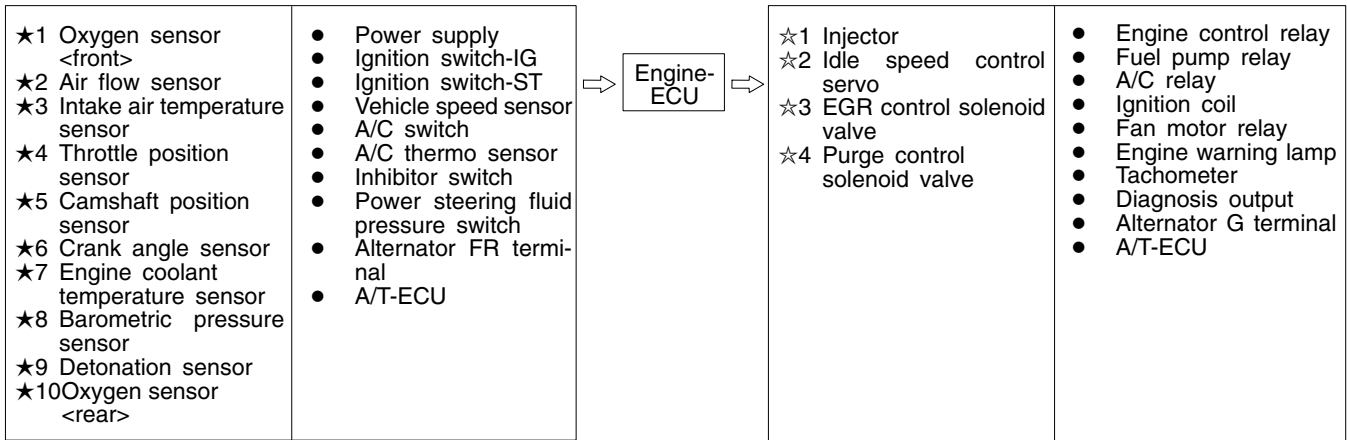 ★1 Oxygen sensor
<front>
★2 Air flow sensor
★3 Intake air temperature
sensor
★4 Throttle position
sensor
★5 Camshaft position
sensor
★6 Crank angle sensor
★7 Engine coolant
temperature sensor
★8 Barometric pressure
sensor
★9 Detonation sensor
★10Oxygen sensor
<rear>
● Power supply
● Ignition switch-IG
● Ignition switch-ST
● Vehicle speed sensor
● A/C switch
● A/C thermo sensor
● Inhibitor switch
● Power steering fluid
pressure switch
● Alternator FR termi-
nal
● A/T-ECU
Engine-
ECU
☆1 Injector
☆2 Idle speed control
servo
☆3 EGR control solenoid
valve
☆4 Purge control
solenoid valve
● Engine control relay
● Fuel pump relay
● A/C relay
● Ignition coil
● Fan motor relay
● Engine warning lamp
● Tachometer
● Diagnosis output
● Alternator G terminal
● A/T-ECU